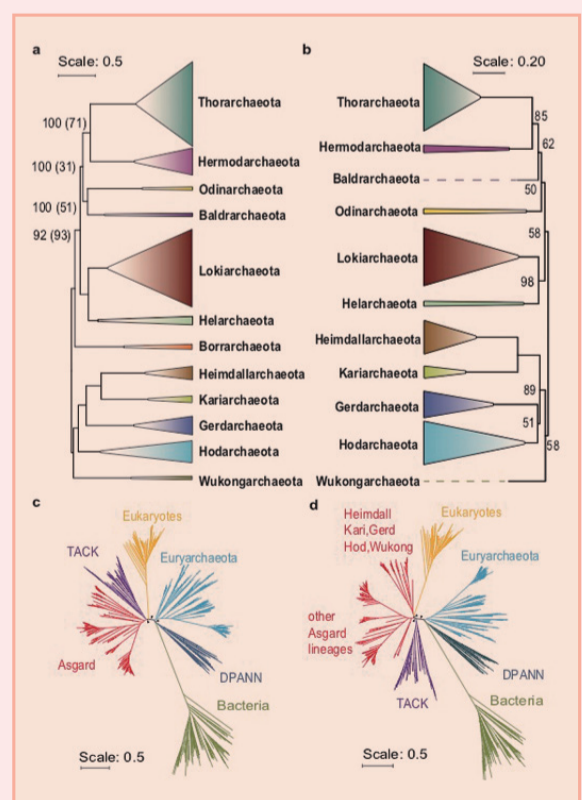 a
Scale: 0.5
Thorarchaeota
100 (71)
Hermodarchaeota
100 (31)
Odinarchaeota
100 (51)
Baldrarchaeota
92 (93)
Lokiarchaeota
Helarchaeota
Borrarchaeota
Heimdallarchaeota
Kariarchaeota
Gerdarchaeota
Hodarchaeota
Wukongarchaeota
b
Scale: 0.20
Thorarchaeota
85
Hermodarchaeota
62
Baldrarchaeota
50
Odinarchaeota
58
Lokiarchaeota
98
Helarchaeota
Heimdallarchaeota
Kariarchaeota
89
Gerdarchaeota
51
Hodarchaeota
58
Wukongarchaeota
c
Eukaryotes
TACK
Euryarchaeota
Asgard
DPANN
Bacteria
Scale: 0.5
d
Heimdall
Kari,Gerd
Hod,Wukong
Eukaryotes
Euryarchaeota
other
Asgard
lineages
DPANN
TACK
Bacteria
Scale: 0.5